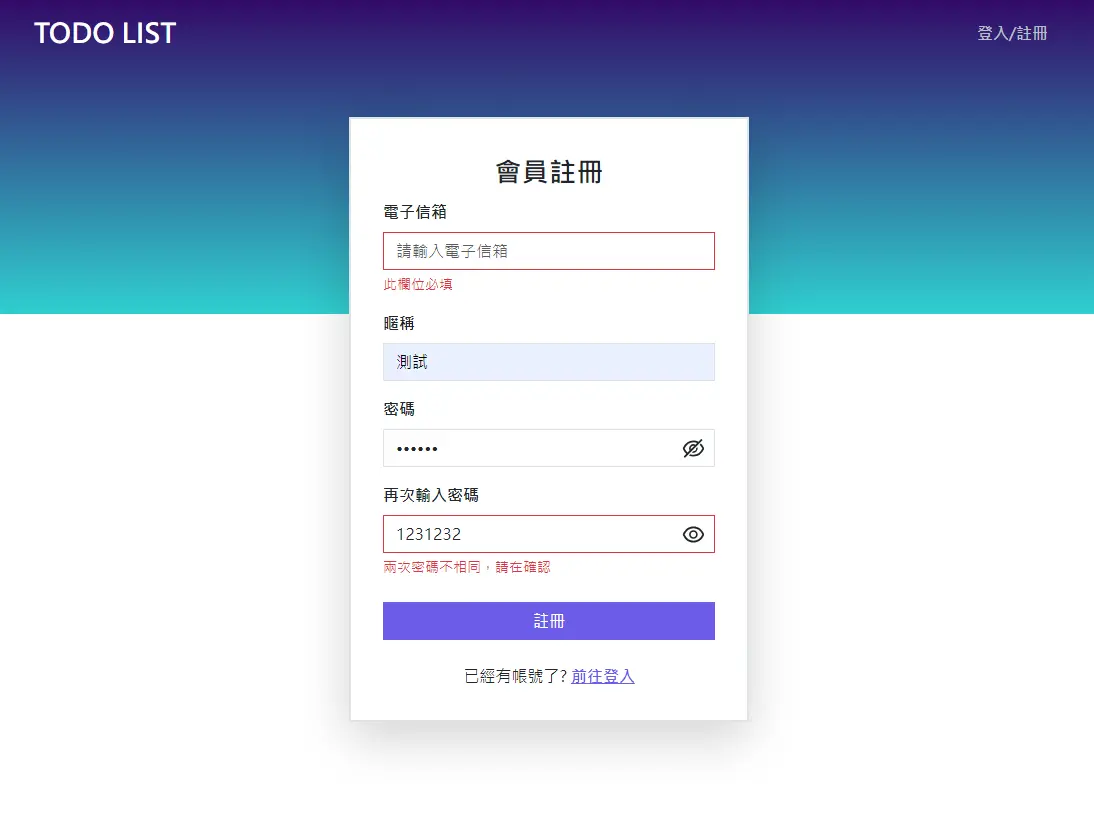 TODO LIST
登入/註冊
會員註冊
電子信箱
請輸入電子信箱
此欄位必填
暱稱
測試
密碼
••••••
再次輸入密碼
1231232
兩次密碼不相同，請在確認
註冊
已經有帳號了? 前往登入